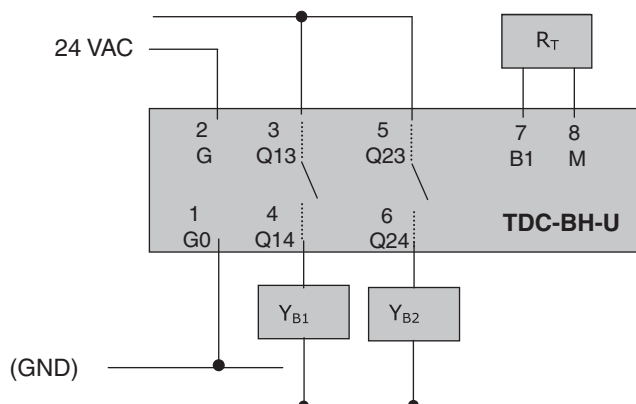 24 VAC
R_T
2 3 5 7 8
G Q13 Q23 B1 M
1 4 6 TDC-BH-U
G0 Q14 Q24
Y_B1 Y_B2
(GND)